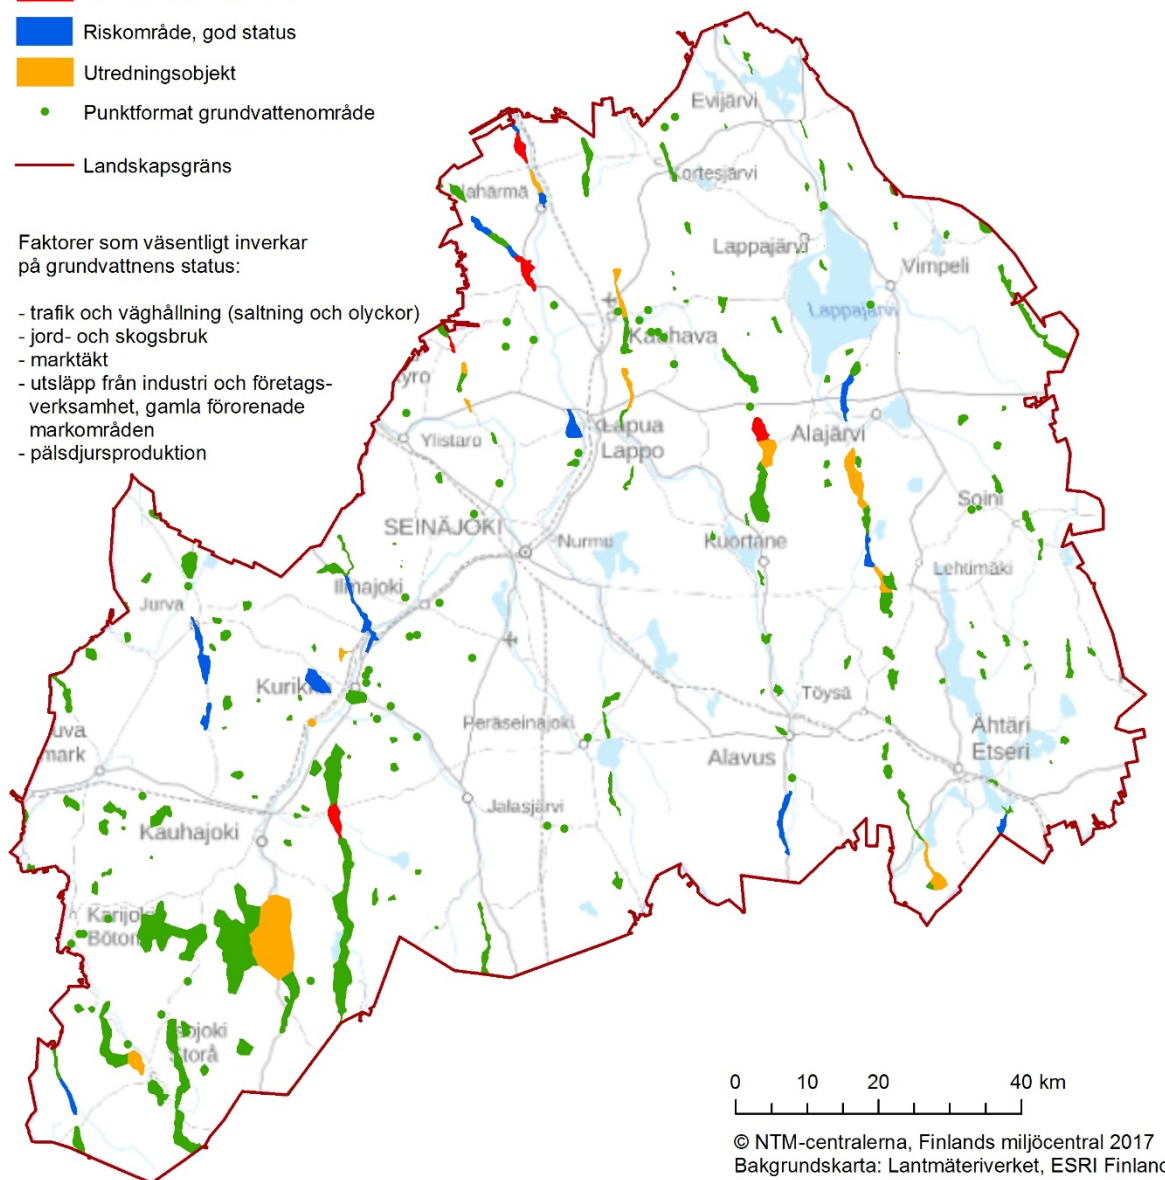 Riskområde, god status
Utredningsobjekt
Punktformat grundvattenområde
Landskapsgräns
Faktorer som väsentligt inverkar
på grundvattnens status:
- trafik och väghållning (saltning och olyckor)
- jord- och skogsbruk
- marktäkt
- utsläpp från industri och företags-
verksamhet, gamla förorenade
markområden
- pälsdjursproduktion
Evijärvi
Kortesjärvi
Lappajärvi
Vimpeli
Lappajärvi
Kauhava
Ylistaro
Lapua
Lappo
Alajärvi
Soini
SEINÄJOKI
Nurmo
Kuortane
Lehtimäki
Ilmajoki
Jurva
Kurikka
Töysä
Peräseinäjoki
Ähtäri
Etseri
Alavus
Jalasjärvi
Kauhajoki
Karijoki
Bötom
Storå
0 10 20 40 km
© NTM-centralerna, Finlands miljöcentral 2017
Bakgrundskarta: Lantmäteriverket, ESRI Finland